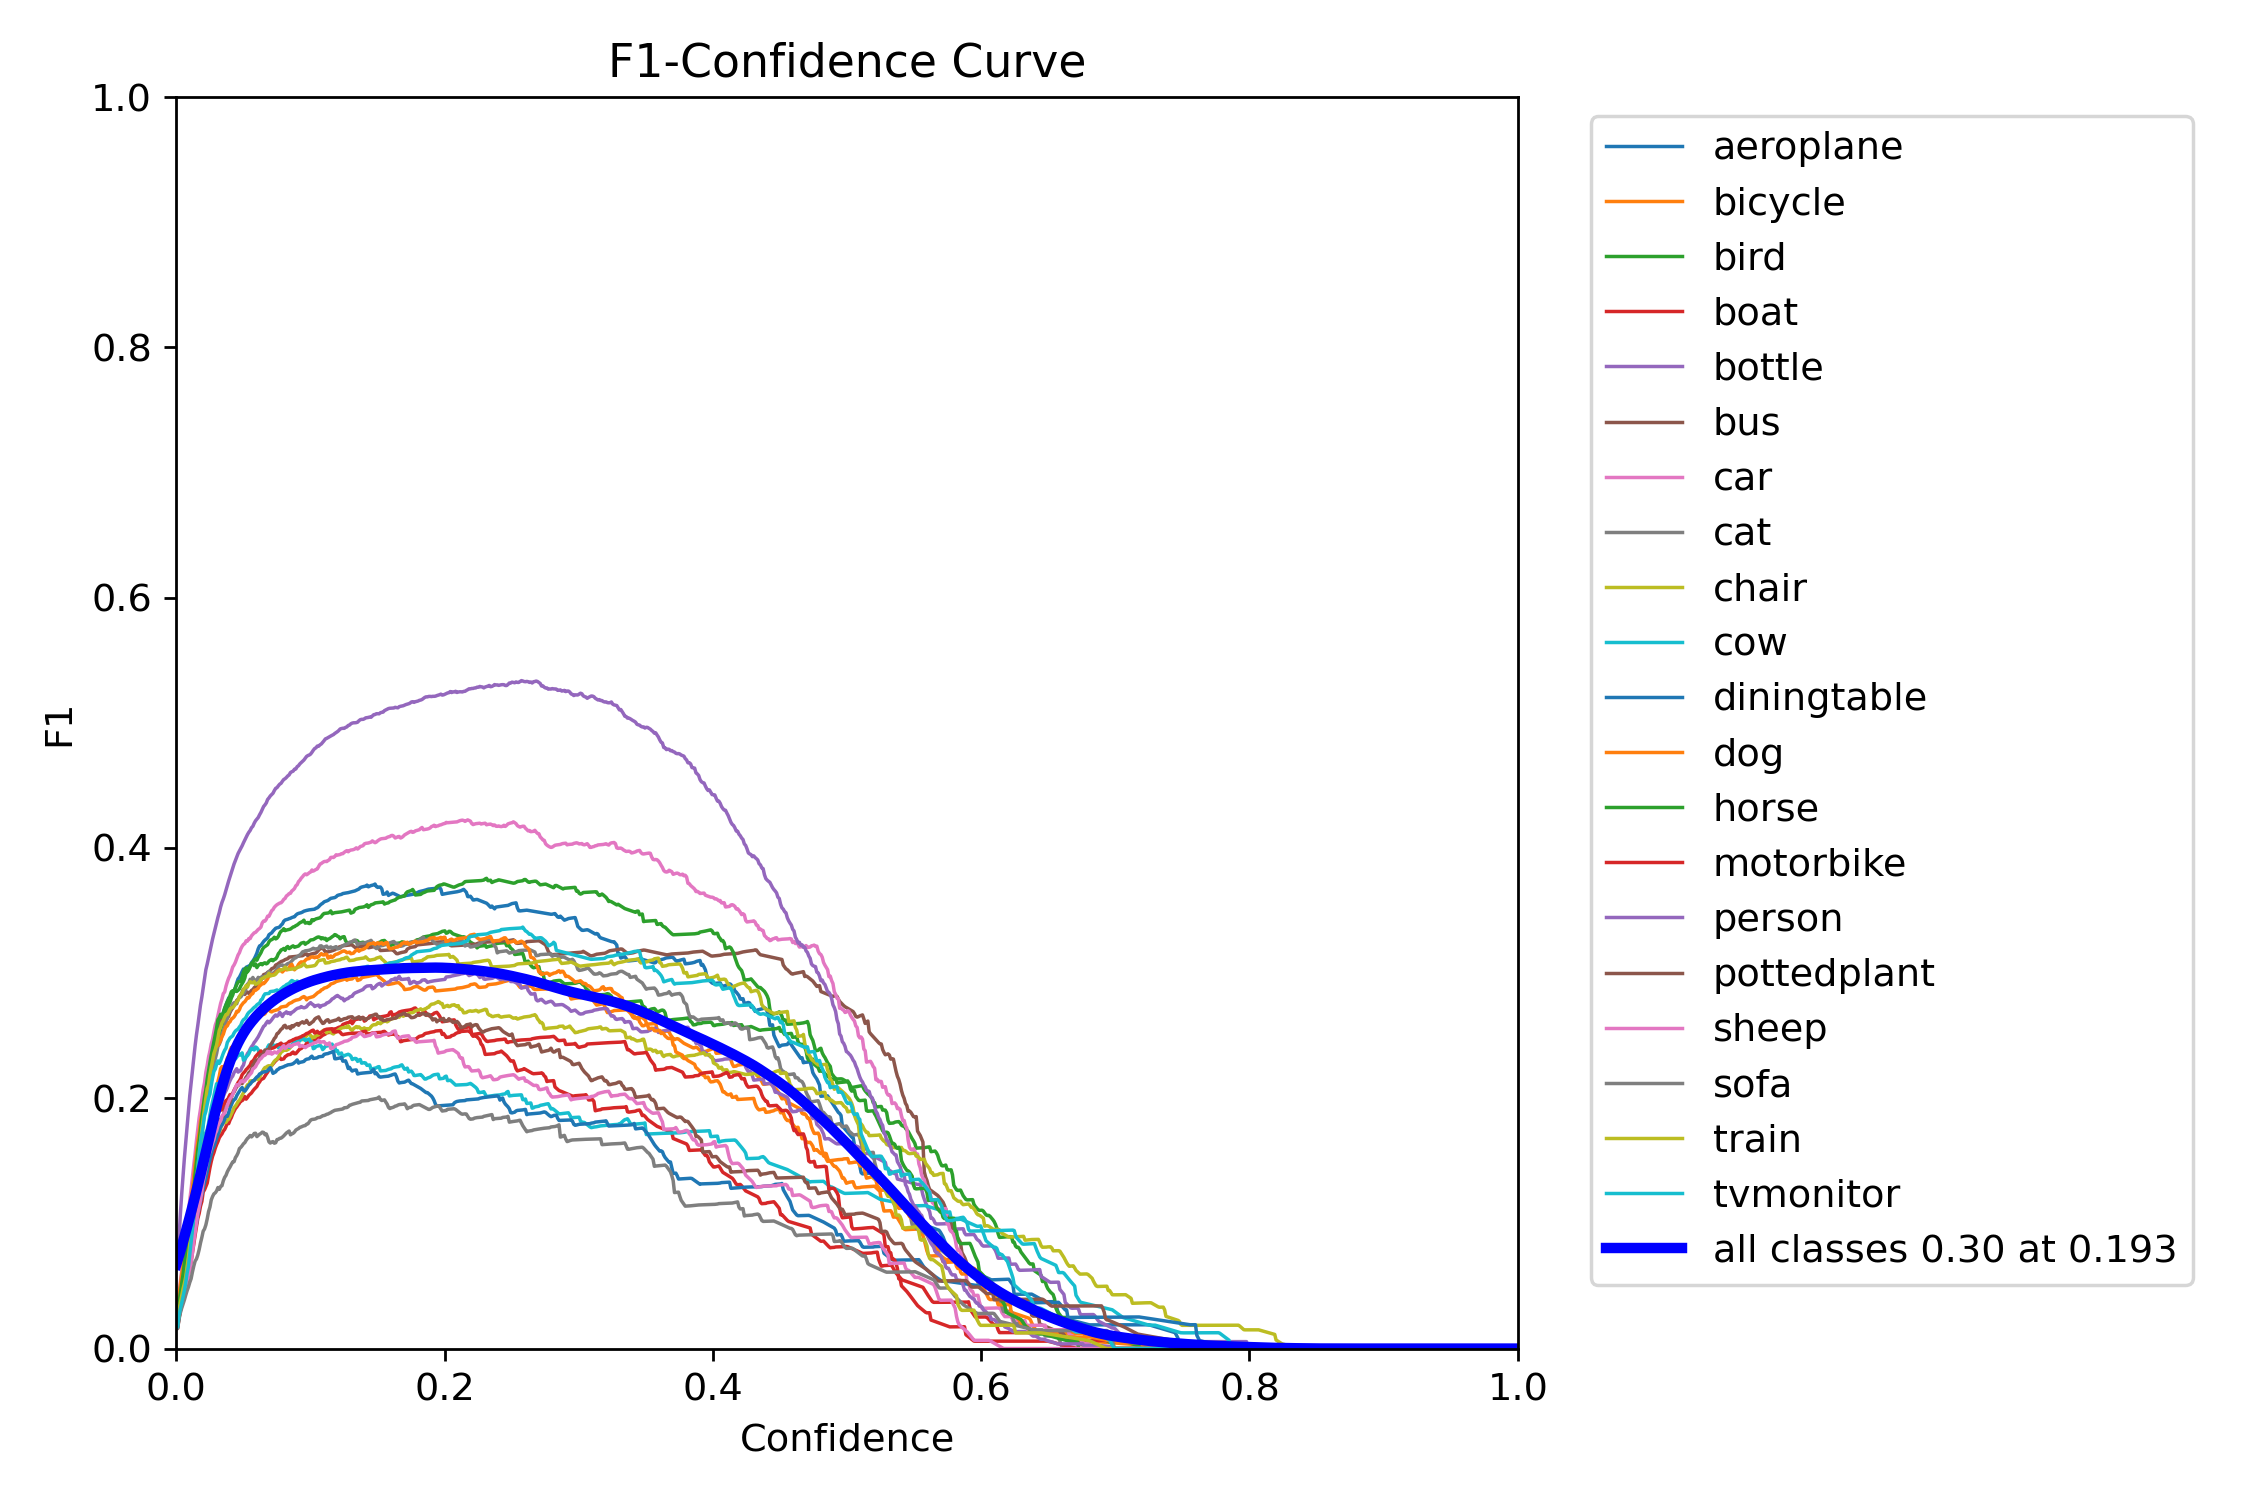 F1-Confidence Curve
1.0
0.8
0.6
0.4
0.2
0.0
F1
0.0 0.2 0.4 0.6 0.8 1.0
Confidence
aeroplane
bicycle
bird
boat
bottle
bus
car
cat
chair
cow
diningtable
dog
horse
motorbike
person
pottedplant
sheep
sofa
train
tvmonitor
all classes 0.30 at 0.193